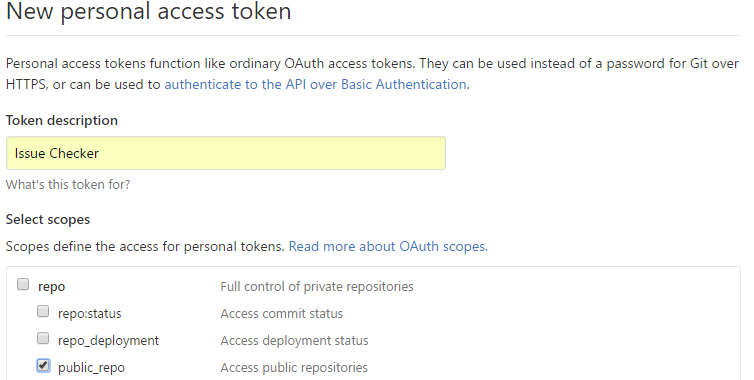 New personal access token
Personal access tokens function like ordinary OAuth access tokens. They can be used instead of a password for Git over
HTTPS, or can be used to authenticate to the API over Basic Authentication.
Token description
Issue Checker
What's this token for?
Select scopes
Scopes define the access for personal tokens. Read more about OAuth scopes.
repo Full control of private repositories
repo:status Access commit status
repo_deployment Access deployment status
public_repo Access public repositories